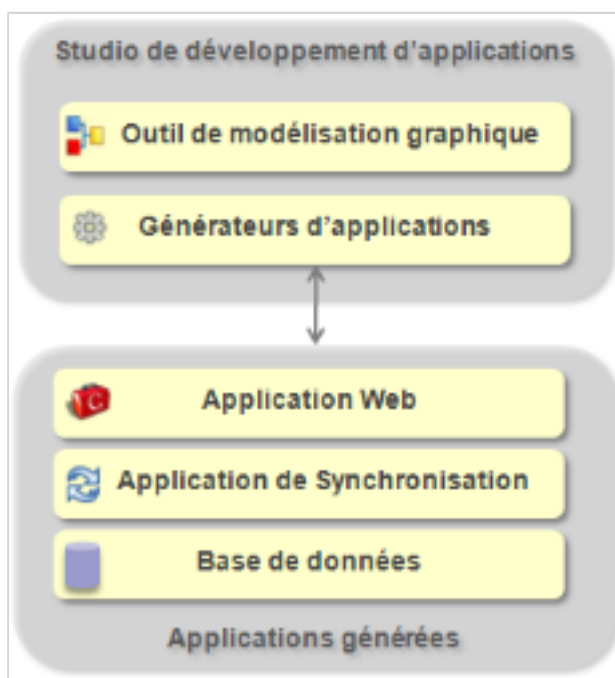 Studio de développement d'applications
Outil de modélisation graphique
Générateurs d'applications
Application Web
Application de Synchronisation
Base de données
Applications générées